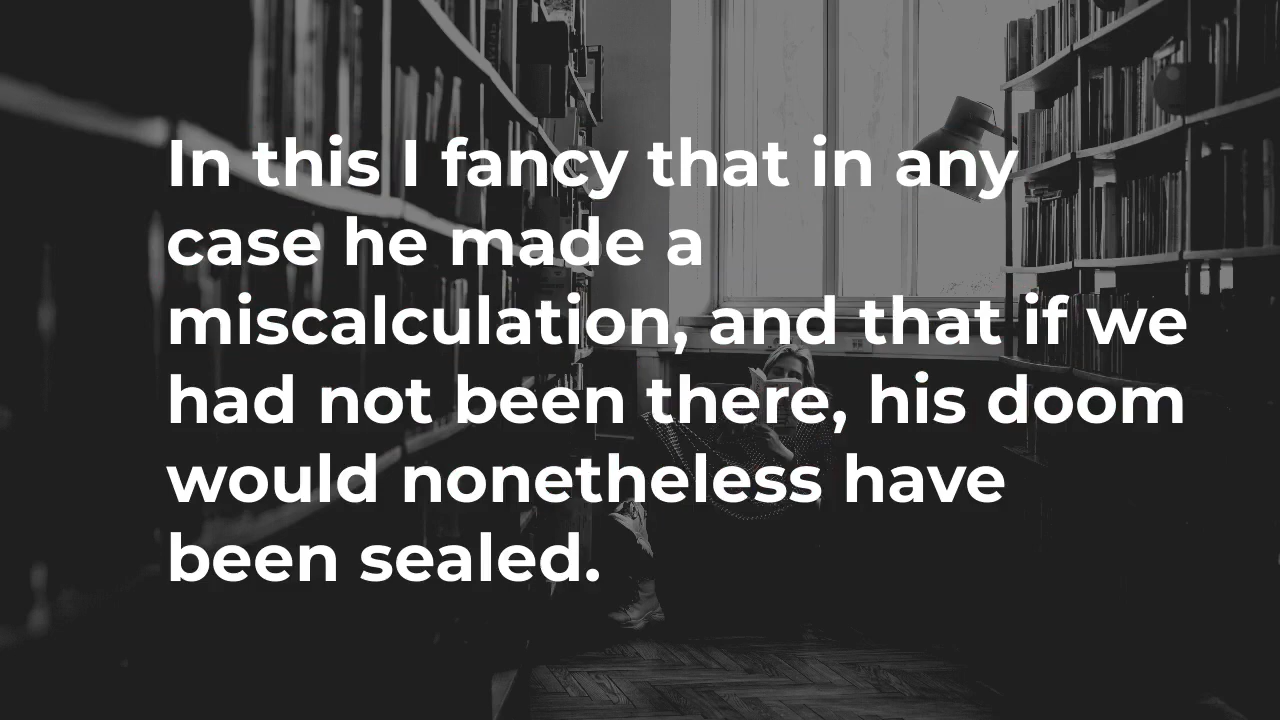 In this I fancy that in any
case he made a
miscalculation, and that if we
had not been there, his doom
would nonetheless have
been sealed.